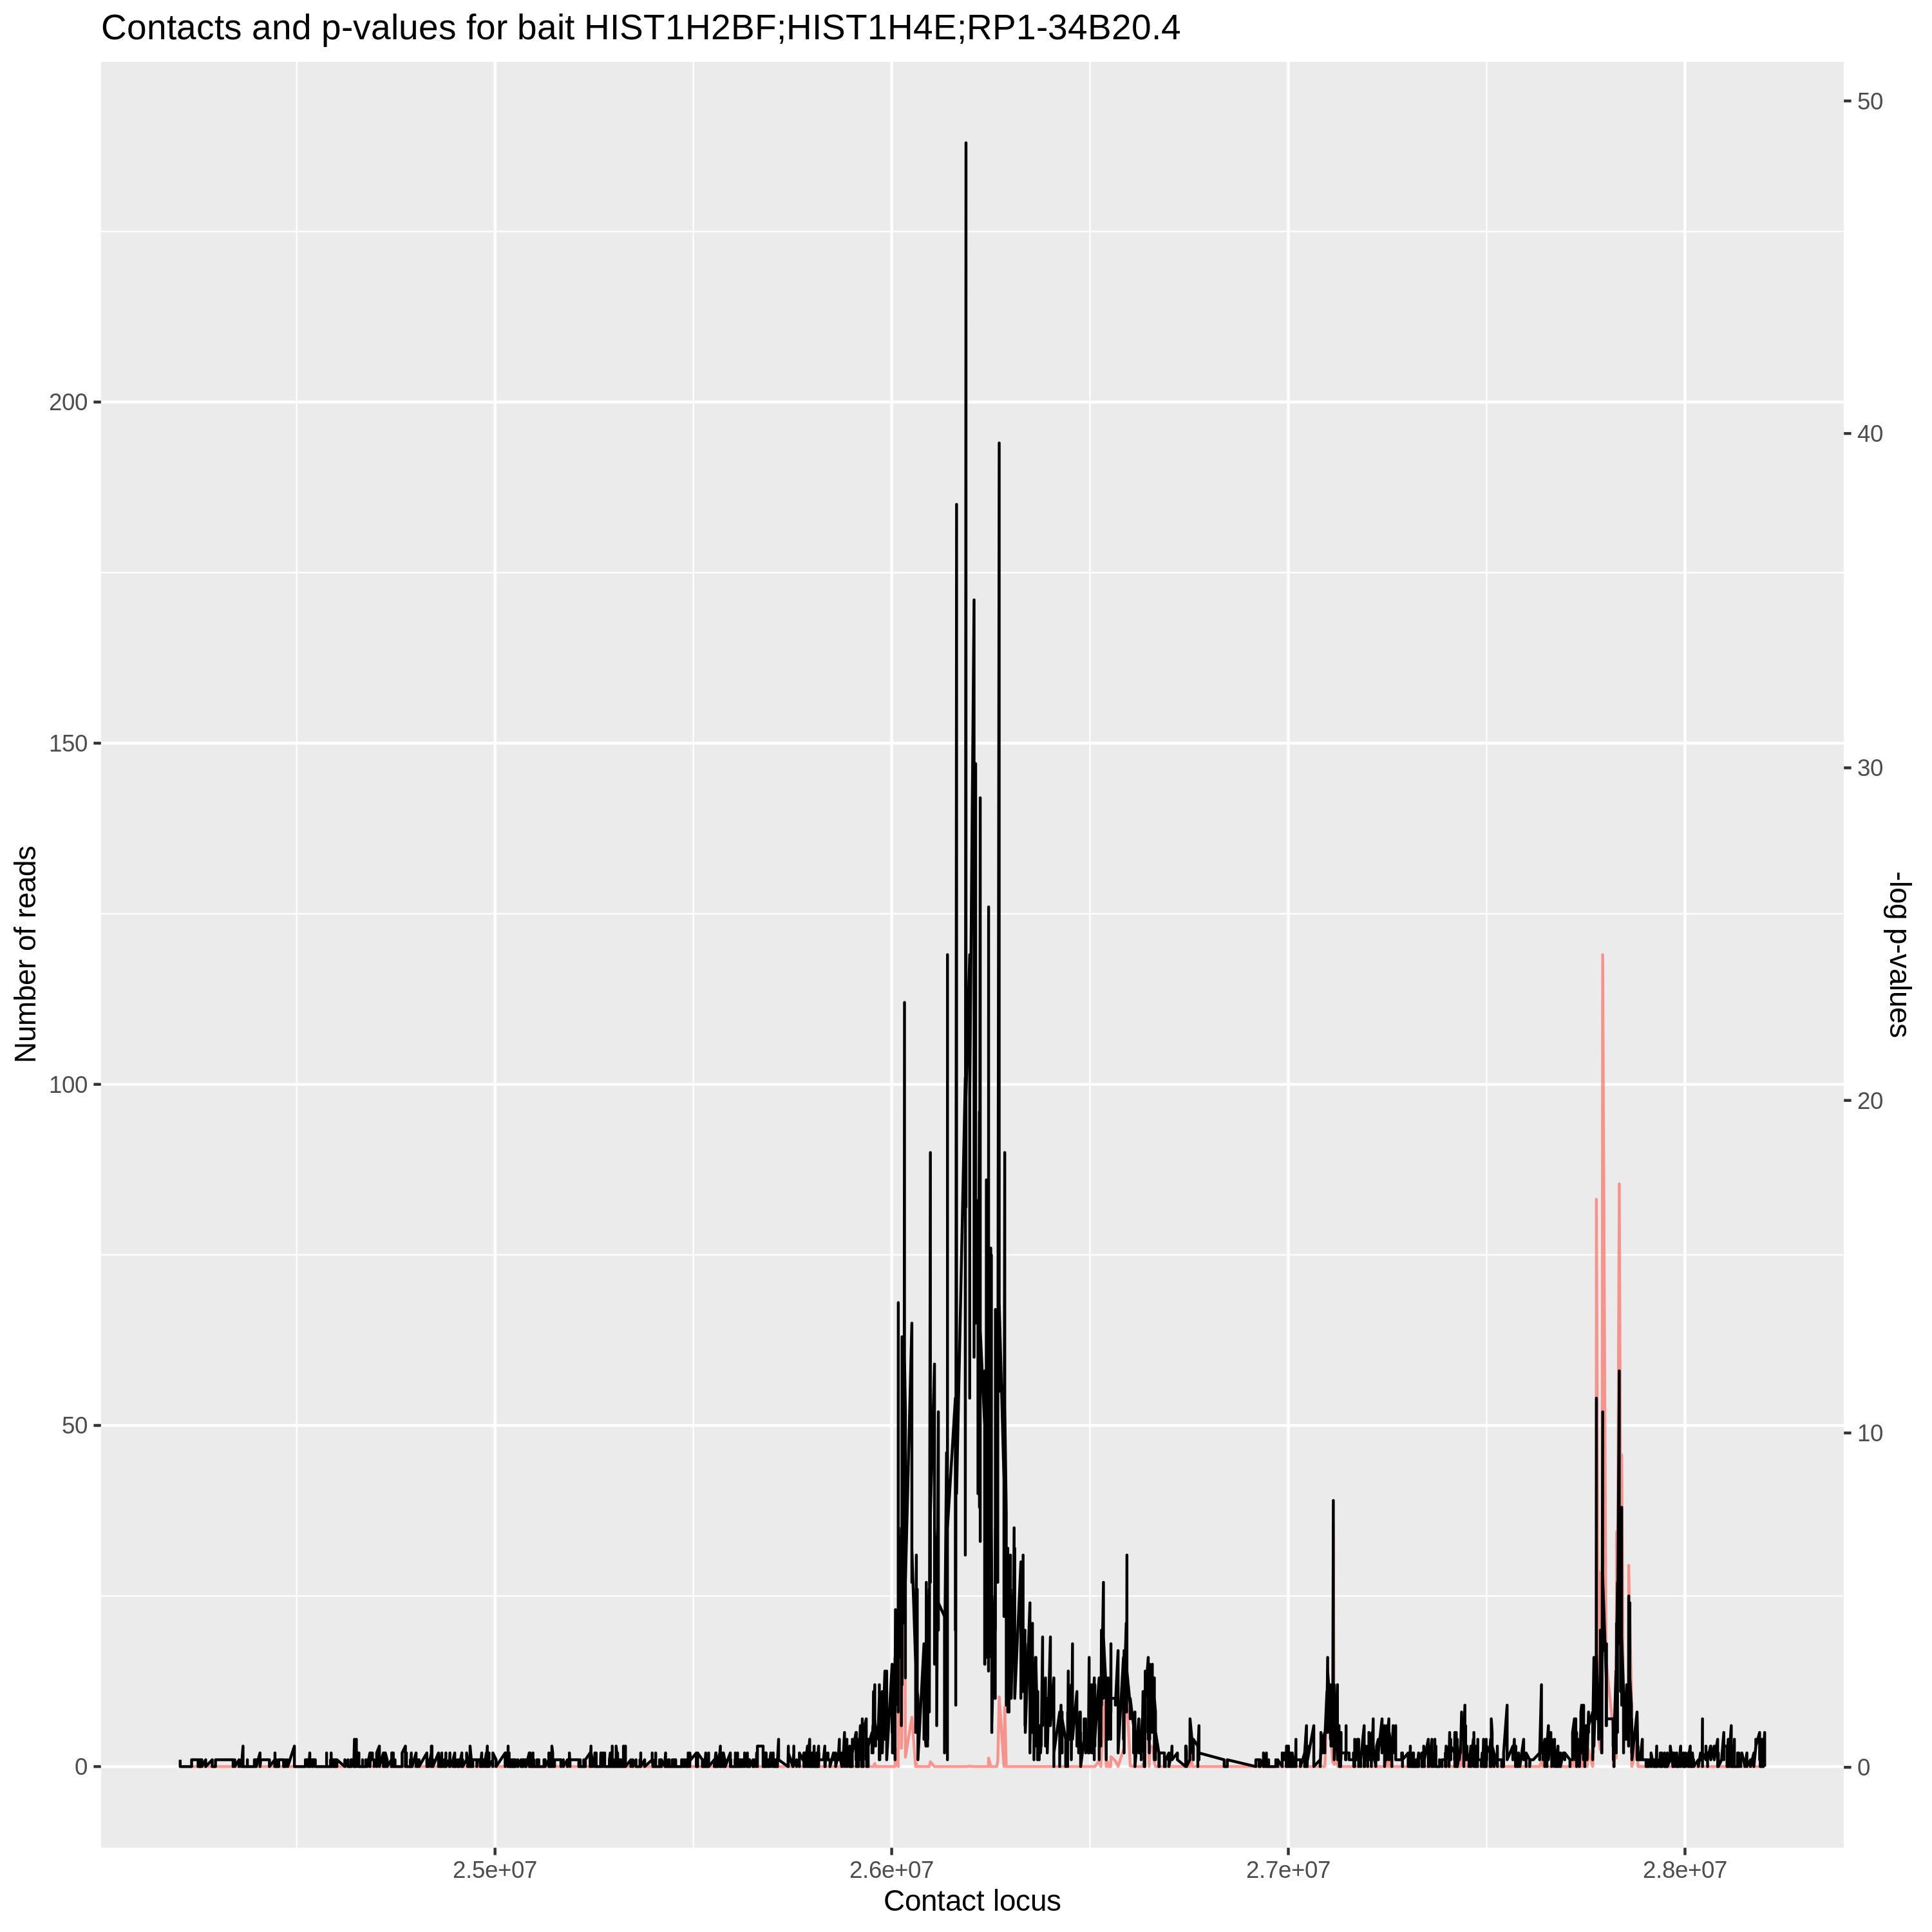 Contacts and p-values for bait HIST1H2BF;HIST1H4E;RP1-34B20.4
50
200
40
150
30
Number of reads
-log p-values
100
20
50
10
0
0
2.5e+07
2.6e+07
2.7e+07
2.8e+07
Contact locus